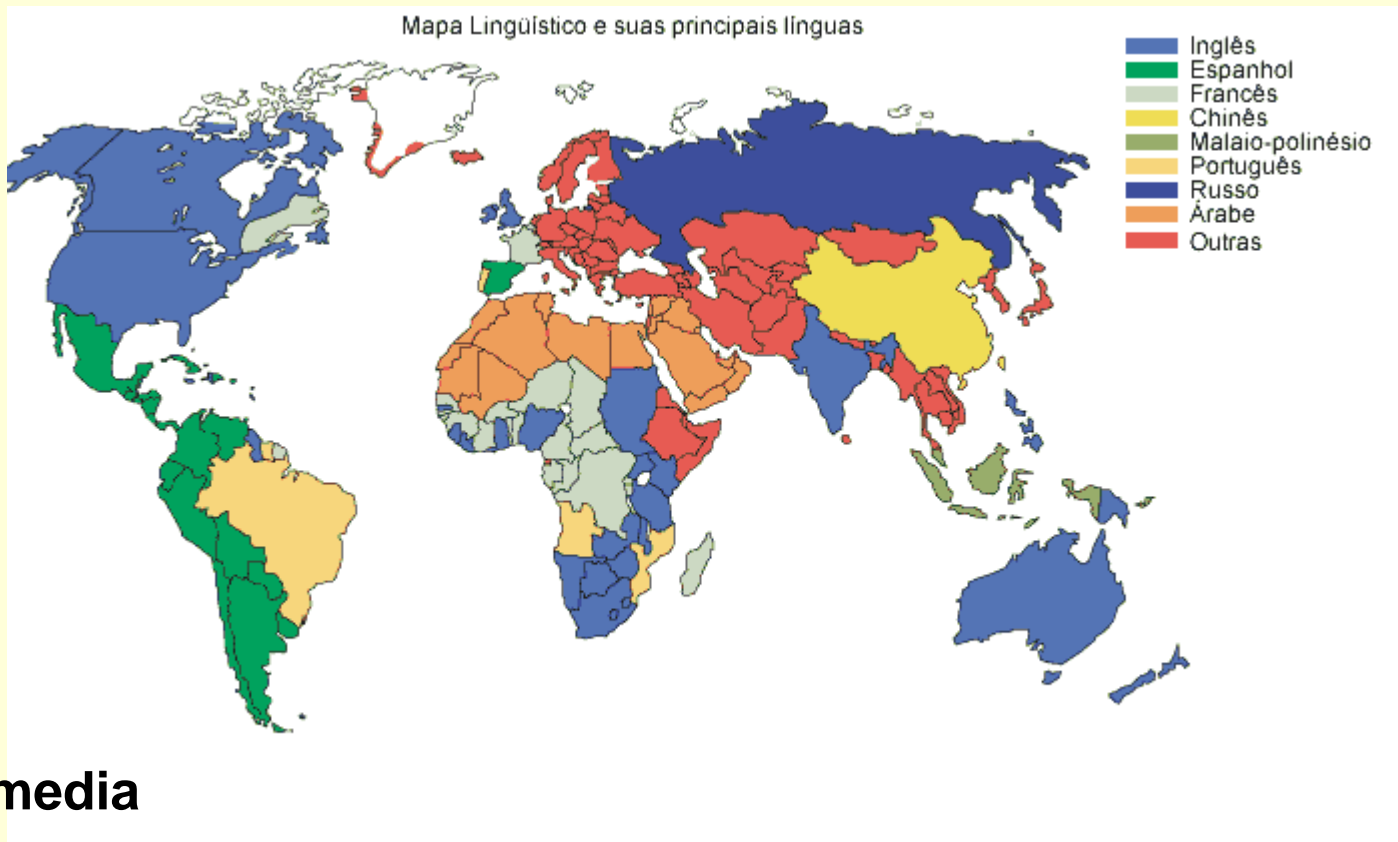 Mapa Lingüístico e suas principais línguas
Inglês
Espanhol
Francês
Chinês
Malaio-polinésio
Português
Russo
Árabe
Outras
media